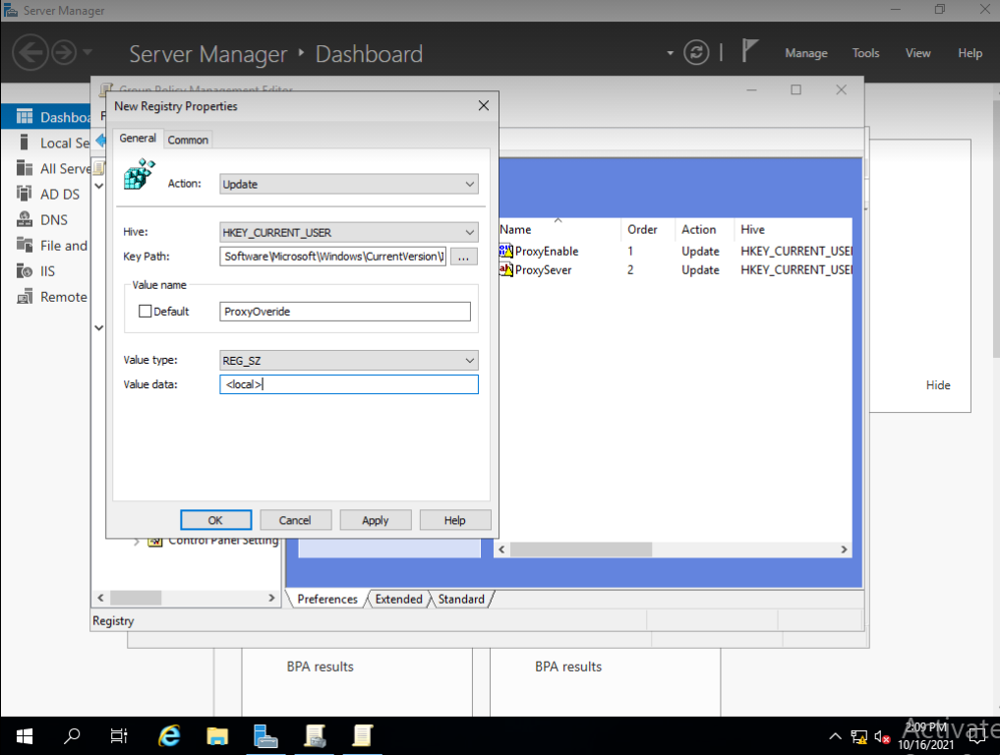 Server Manager
Server Manager ‣ Dashboard
Manage Tools View Help
Group Policy Management Editor
New Registry Properties
Dashboa
Local Se
All Serve
AD DS
DNS
File and
IIS
Remote
General Common
Action: Update
Hive: HKEY_CURRENT_USER
Key Path: Software\Microsoft\Windows\CurrentVersion\I ...
Value name
Default ProxyOveride
Value type: REG_SZ
Value data: <local>
OK Cancel Apply Help
Name Order Action Hive
ProxyEnable 1 Update HKEY_CURRENT_USE
ProxySever 2 Update HKEY_CURRENT_USE
Hide
Control Panel Setting
Preferences Extended Standard
Registry
BPA results BPA results
Activate
2:09 PM
10/16/2021